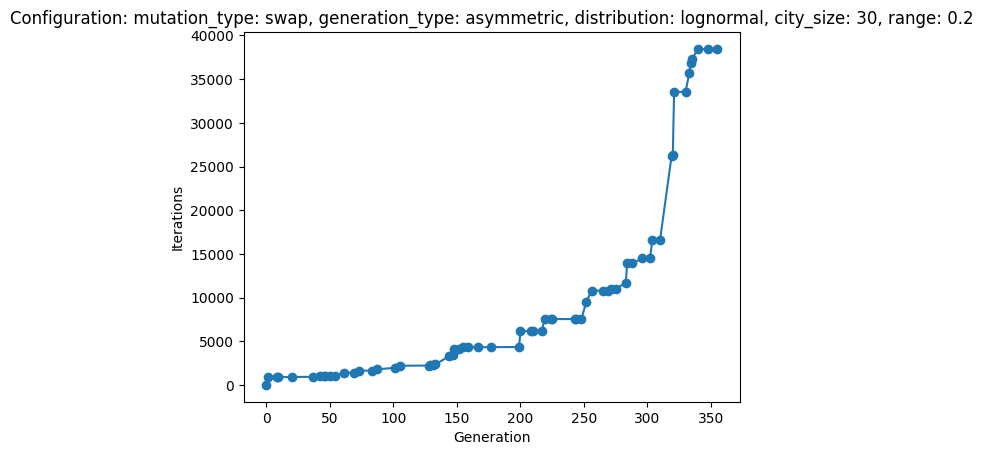 Configuration: mutation_type: swap, generation_type: asymmetric, distribution: lognormal, city_size: 30, range: 0.2
40000
35000
30000
25000
20000
15000
10000
5000
0
Iterations
0 50 100 150 200 250 300 350
Generation